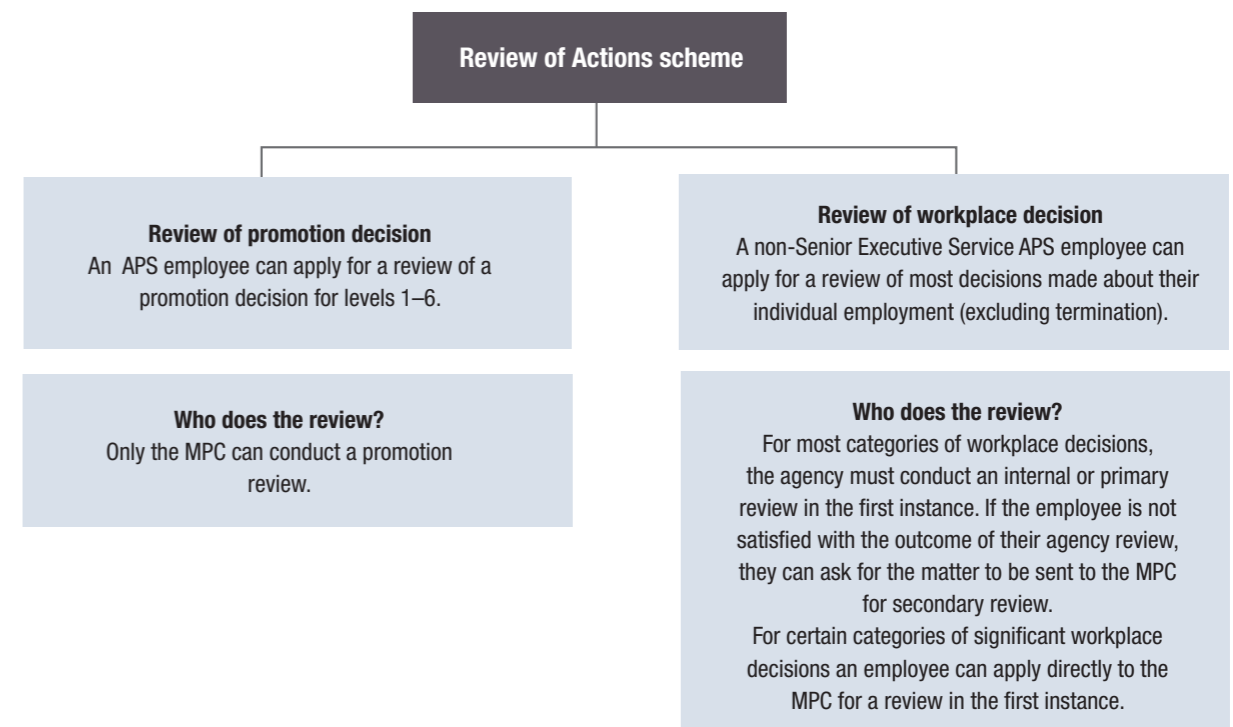 Review of Actions scheme
Review of promotion decision
An APS employee can apply for a review of a
promotion decision for levels 1–6.
Who does the review?
Only the MPC can conduct a promotion
review.
Review of workplace decision
A non-Senior Executive Service APS employee can
apply for a review of most decisions made about their
individual employment (excluding termination).
Who does the review?
For most categories of workplace decisions,
the agency must conduct an internal or primary
review in the first instance. If the employee is not
satisfied with the outcome of their agency review,
they can ask for the matter to be sent to the MPC
for secondary review.
For certain categories of significant workplace
decisions an employee can apply directly to the
MPC for a review in the first instance.